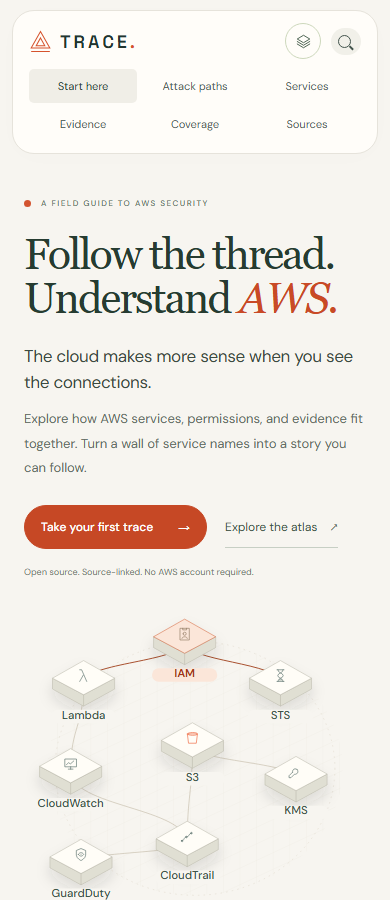 TRACE.
Start here
Attack paths
Services
Evidence
Coverage
Sources
A FIELD GUIDE TO AWS SECURITY
Follow the thread.
Understand AWS.
The cloud makes more sense when you see
the connections.
Explore how AWS services, permissions, and evidence fit
together. Turn a wall of service names into a story you
can follow.
Take your first trace →
Explore the atlas ↗
Open source. Source-linked. No AWS account required.
IAM
Lambda
STS
S3
CloudWatch
KMS
CloudTrail
GuardDuty